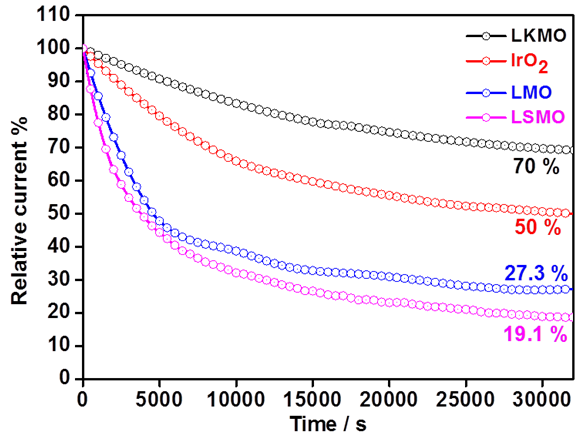 110
100
90
80
70
60
50
40
30
20
10
0
Relative current %
LKMO
IrO₂
LMO
LSMO
70 %
50 %
27.3 %
19.1 %
0 5000 10000 15000 20000 25000 30000
Time / s